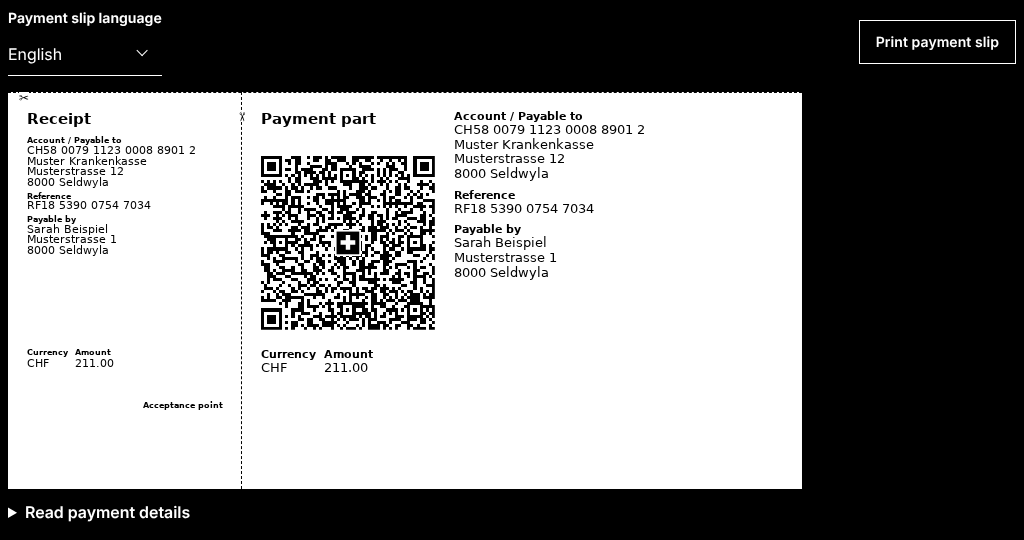 Payment slip language
English
Print payment slip
Receipt
Account / Payable to
CH58 0079 1123 0008 8901 2
Muster Krankenkasse
Musterstrasse 12
8000 Seldwyla
Reference
RF18 5390 0754 7034
Payable by
Sarah Beispiel
Musterstrasse 1
8000 Seldwyla
Currency Amount
CHF 211.00
Acceptance point
Payment part
Currency Amount
CHF 211.00
Account / Payable to
CH58 0079 1123 0008 8901 2
Muster Krankenkasse
Musterstrasse 12
8000 Seldwyla
Reference
RF18 5390 0754 7034
Payable by
Sarah Beispiel
Musterstrasse 1
8000 Seldwyla
Read payment details